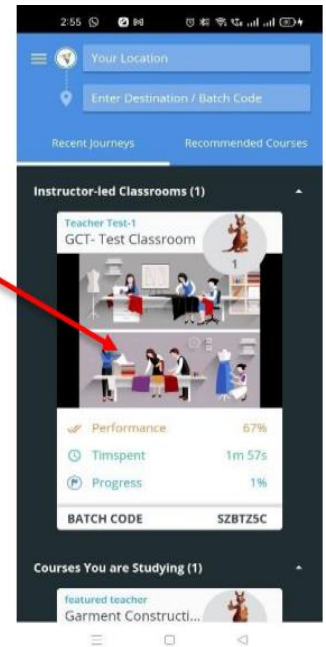 2:55
Your Location
Enter Destination / Batch Code
Recent Journeys Recommended Courses
Instructor-led Classrooms (1)
Teacher Test-1
GCT- Test Classroom
1
Performance 67%
Timspent 1m 57s
Progress 1%
BATCH CODE SZBTZ5C
Courses You are Studying (1)
featured teacher
Garment Constructi...